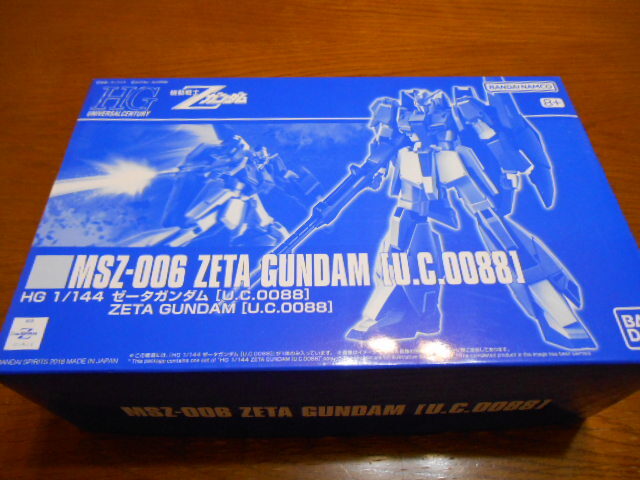 HG
UNIVERSAL CENTURY
機動戦士
Ζガンダム
BANDAI NAMCO
8+
MSZ-006 ZETA GUNDAM [U.C.0088]
HG 1/144 ゼータガンダム [U.C.0088]
ZETA GUNDAM [U.C.0088]
BANDAI SPIRITS 2018 MADE IN JAPAN
MSZ-006 ZETA GUNDAM [U.C.0088]